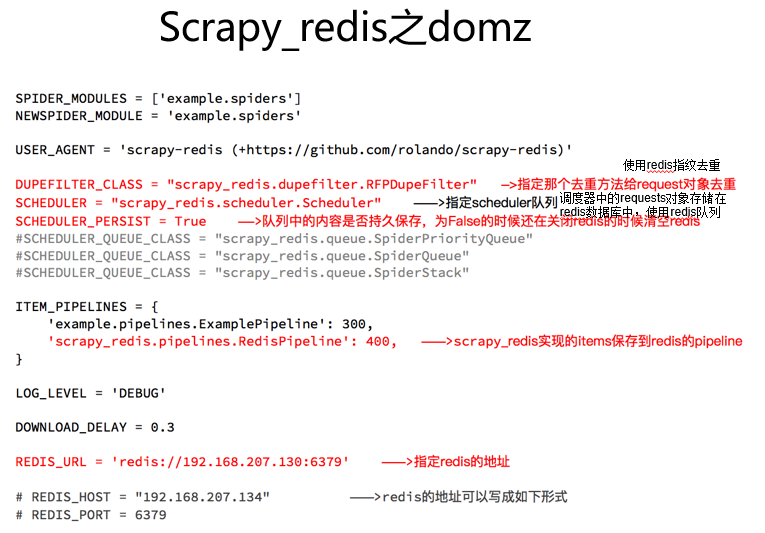 Scrapy_redis之domz
SPIDER_MODULES = ['example.spiders']
NEWSPIDER_MODULE = 'example.spiders'
USER_AGENT = 'scrapy-redis (+https://github.com/rolando/scrapy-redis)'
使用redis指纹去重
DUPEFILTER_CLASS = "scrapy_redis.dupefilter.RFPDupeFilter" —>指定那个去重方法给request对象去重
SCHEDULER = "scrapy_redis.scheduler.Scheduler" ——>指定scheduler队列
调度器中的requests对象存储在
redis数据库中，使用redis队列
SCHEDULER_PERSIST = True ——>队列中的内容是否持久保存，为False的时候还在关闭redis的时候清空redis
#SCHEDULER_QUEUE_CLASS = "scrapy_redis.queue.SpiderPriorityQueue"
#SCHEDULER_QUEUE_CLASS = "scrapy_redis.queue.SpiderQueue"
#SCHEDULER_QUEUE_CLASS = "scrapy_redis.queue.SpiderStack"
ITEM_PIPELINES = {
'example.pipelines.ExamplePipeline': 300,
'scrapy_redis.pipelines.RedisPipeline': 400, ——>scrapy_redis实现的items保存到redis的pipeline
}
LOG_LEVEL = 'DEBUG'
DOWNLOAD_DELAY = 0.3
REDIS_URL = 'redis://192.168.207.130:6379' ——>指定redis的地址
# REDIS_HOST = "192.168.207.134" ——>redis的地址可以写成如下形式
# REDIS_PORT = 6379